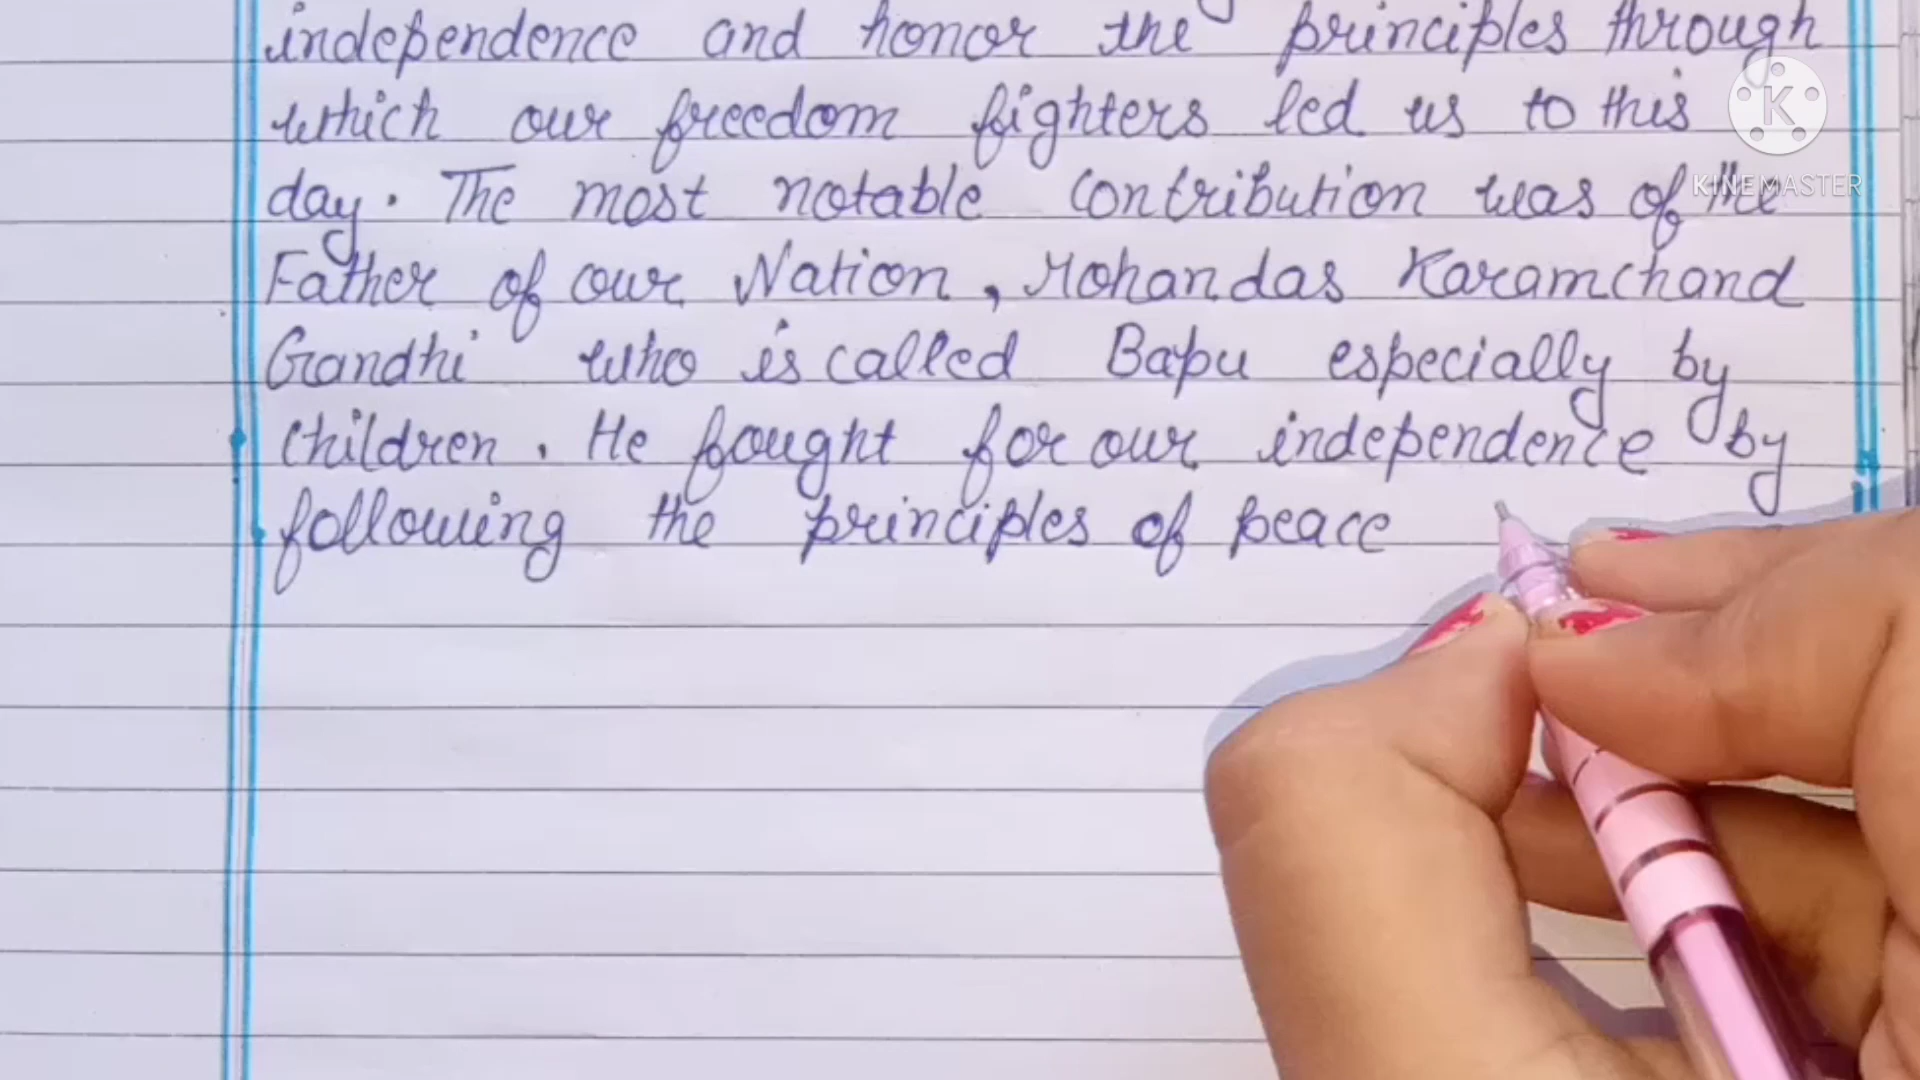 independence and honor the principles through
which our freedom fighters led us to this
day. The most notable contribution was of the
Father of our Nation, Mohandas Karamchand
Gandhi who is called Bapu especially by
children. He fought for our independence by
following the principles of peace
K
KINEMASTER